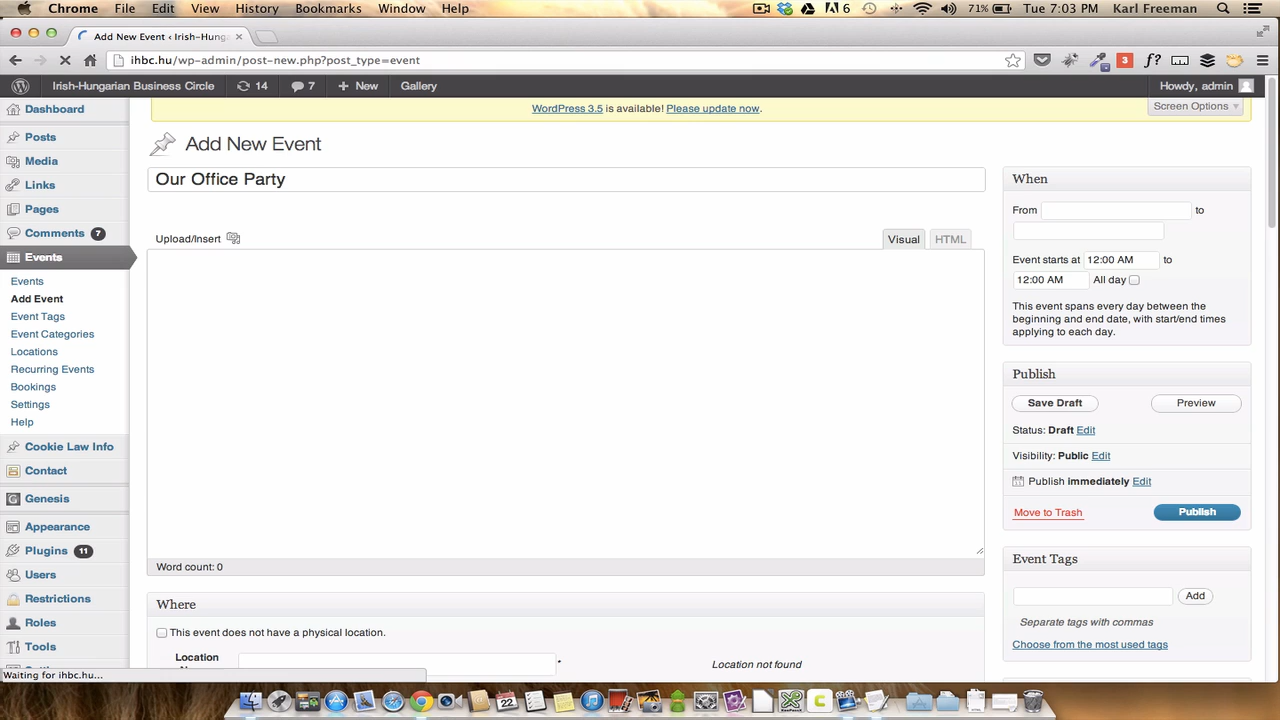 Chrome File Edit View History Bookmarks Window Help 6 71% Tue 7:03 PM Karl Freeman
Add New Event ‹ Irish-Hung
ihbc.hu/wp-admin/post-new.php?post_type=event f? 3
Irish-Hungarian Business Circle 14 7 + New Gallery Howdy, admin
WordPress 3.5 is available! Please update now.
Screen Options
Dashboard
Posts
Media
Links
Pages
Comments 7
Events
Events
Add Event
Event Tags
Event Categories
Locations
Recurring Events
Bookings
Settings
Help
Cookie Law Info
Contact
Genesis
Appearance
Plugins 11
Users
Restrictions
Roles
Tools
Add New Event
Our Office Party
Upload/Insert
Visual HTML
Word count: 0
Where
This event does not have a physical location.
Location *
Location not found
When
From to
Event starts at 12:00 AM to
12:00 AM All day
This event spans every day between the
beginning and end date, with start/end times
applying to each day.
Publish
Save Draft Preview
Status: Draft Edit
Visibility: Public Edit
Publish immediately Edit
Move to Trash Publish
Event Tags
Add
Separate tags with commas
Choose from the most used tags
Waiting for ihbc.hu...
22